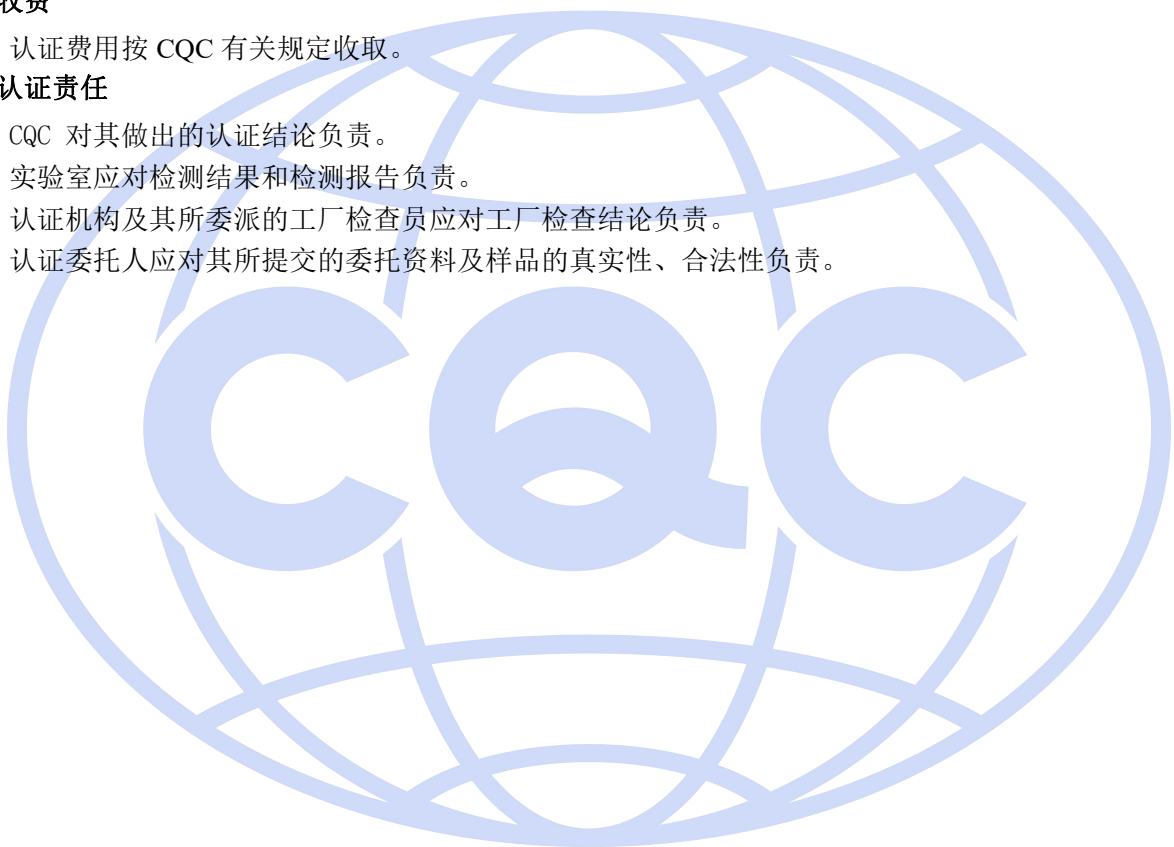 收费
认证费用按 CQC 有关规定收取。
认证责任
CQC 对其做出的认证结论负责。
实验室应对检测结果和检测报告负责。
认证机构及其所委派的工厂检查员应对工厂检查结论负责。
认证委托人应对其所提交的委托资料及样品的真实性、合法性负责。
CQC